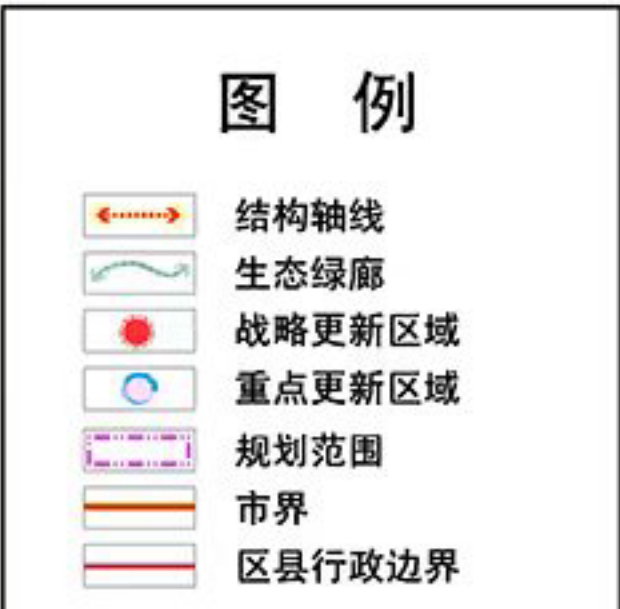 图 例
结构轴线
生态绿廊
战略更新区域
重点更新区域
规划范围
市界
区县行政边界